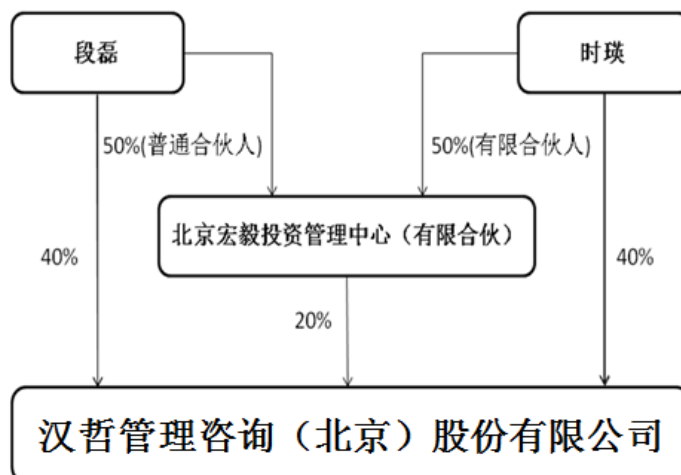 段磊
时瑛
50%(普通合伙人)
50%(有限合伙人)
北京宏毅投资管理中心（有限合伙）
40%
40%
20%
汉哲管理咨询（北京）股份有限公司